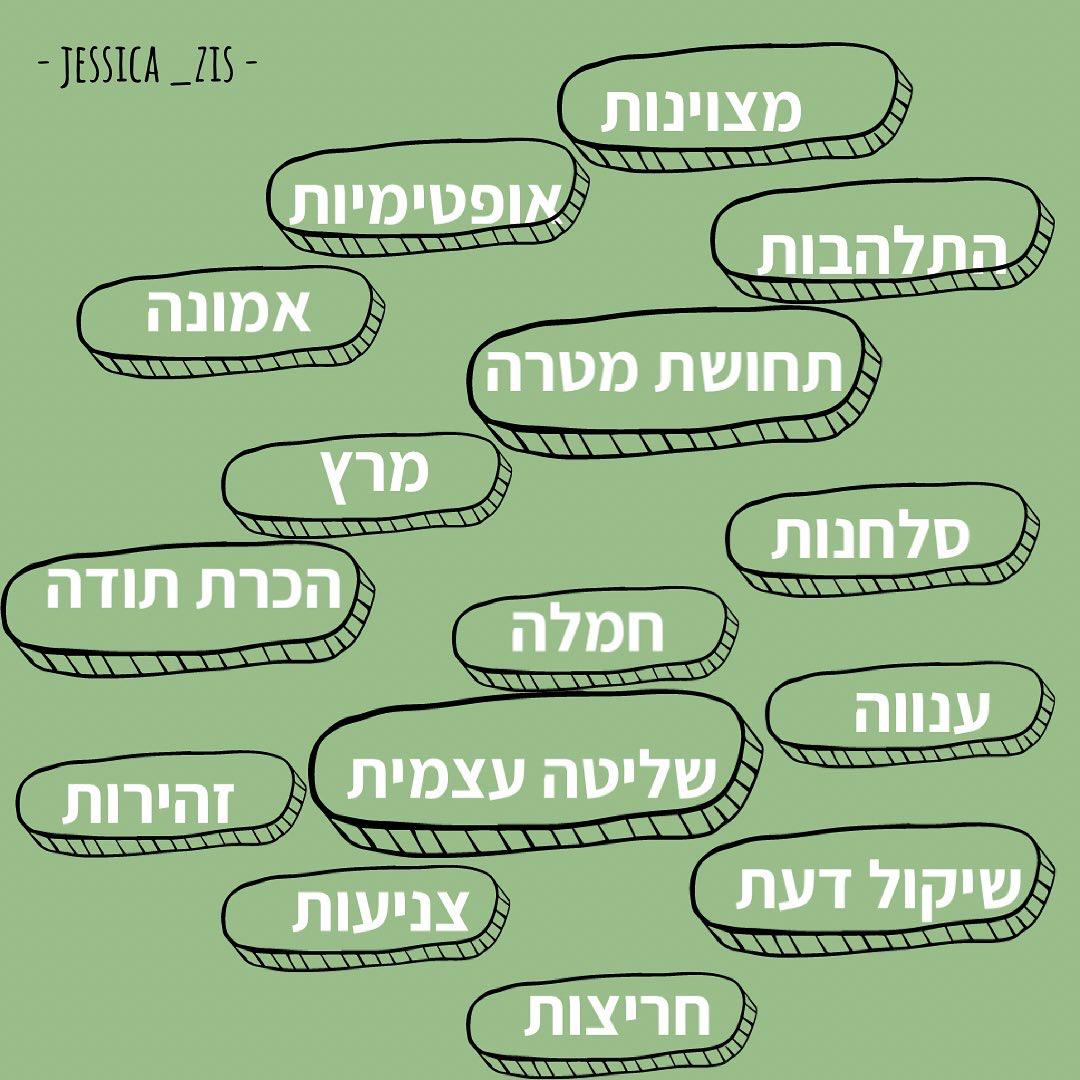 - JESSICA _ZIS -
מצוינות
אופטימיות
התלהבות
אמונה
תחושת מטרה
מרץ
סלחנות
הכרת תודה
חמלה
ענווה
שליטה עצמית
זהירות
שיקול דעת
צניעות
חריצות